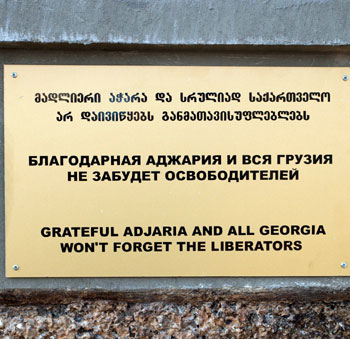 მადლიერი აჭარა და სრულიად საქართველო
არ დაივიწყებს განმათავისუფლებლებს
БЛАГОДАРНАЯ АДЖАРИЯ И ВСЯ ГРУЗИЯ
НЕ ЗАБУДЕТ ОСВОБОДИТЕЛЕЙ
GRATEFUL ADJARIA AND ALL GEORGIA
WON'T FORGET THE LIBERATORS